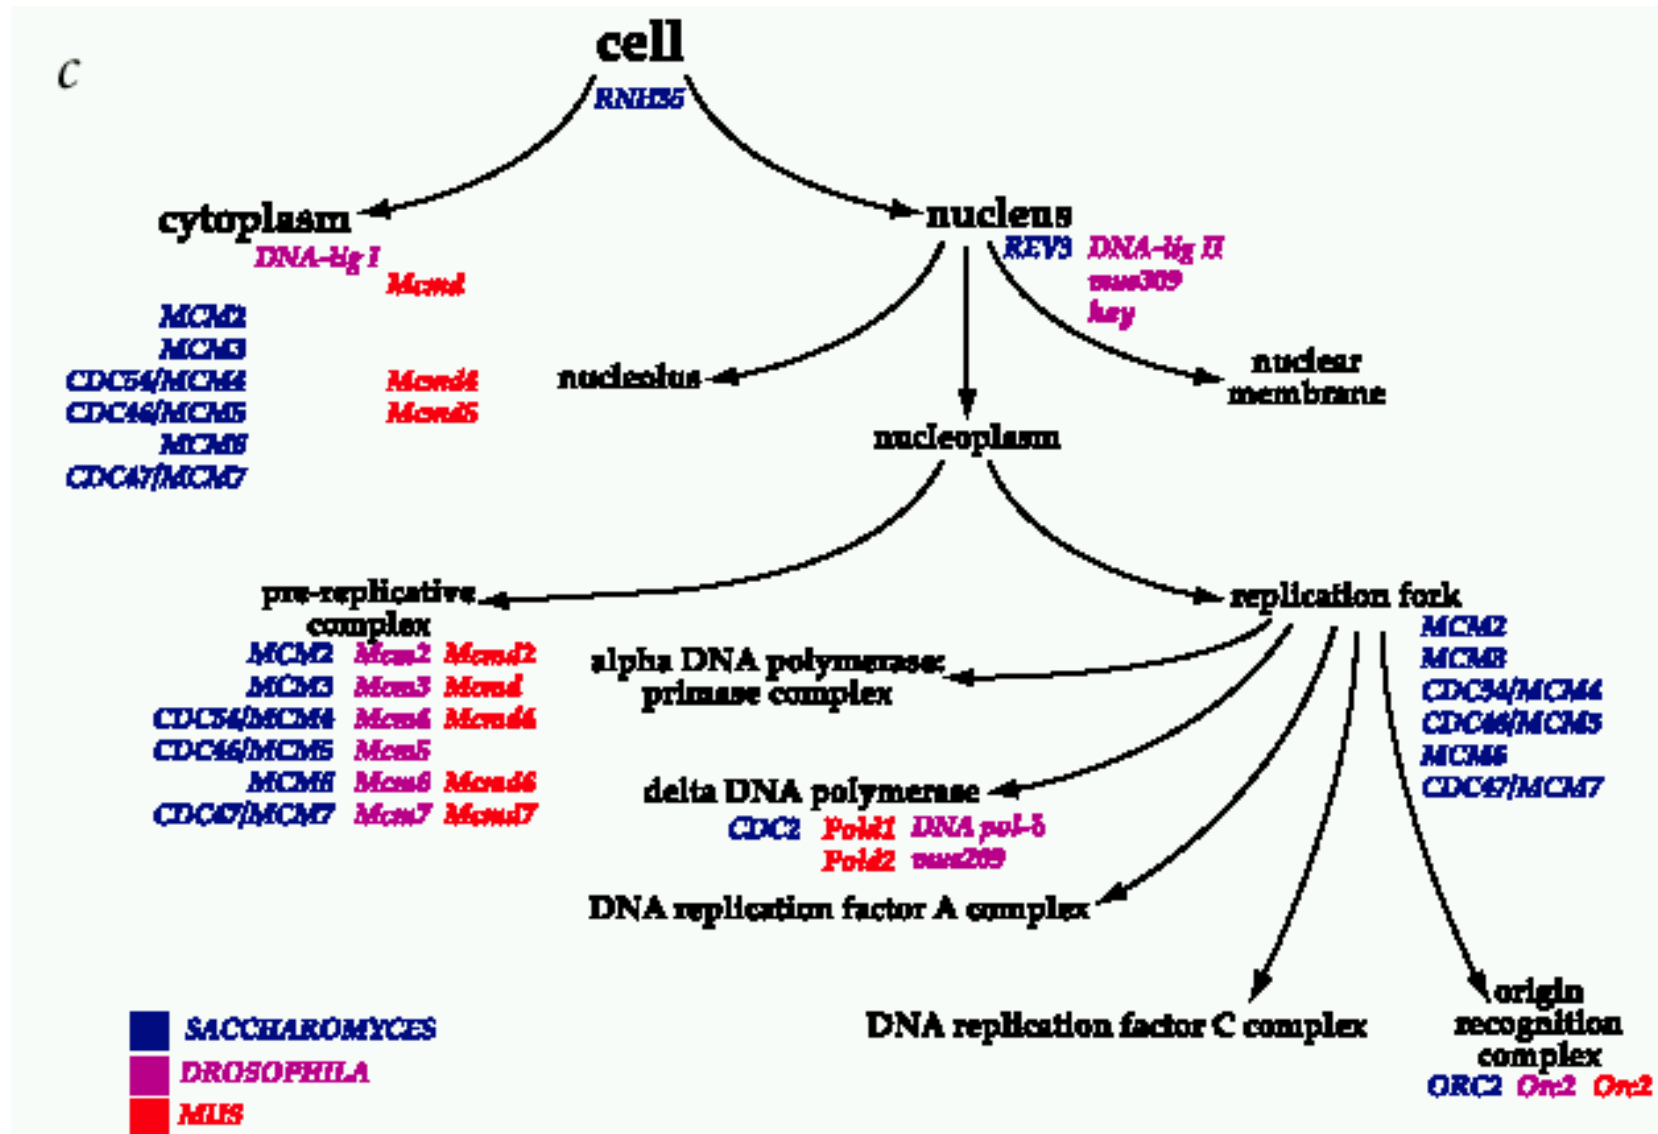 C
cell
RNH35
cytoplasm
nucleus
DNA-lig I
REV3 DNA-lig II
Mcmd
mus309
hay
MCM2
MCM3
CDC54/MCM4 Mcmd4
CDC46/MCM5 Mcmd5
MCM6
CDC47/MCM7
nucleolus
nuclear
membrane
nucleoplasm
pre-replicative
complex
MCM2 Mcm2 Mcmd2
MCM3 Mcm3 Mcmd
CDC54/MCM4 Mcm4 Mcmd4
CDC46/MCM5 Mcm5
MCM6 Mcm6 Mcmd6
CDC47/MCM7 Mcm7 Mcmd7
replication fork
MCM2
MCM3
CDC54/MCM4
CDC46/MCM5
MCM6
CDC47/MCM7
alpha DNA polymerase:
primase complex
delta DNA polymerase
CDC2 Pold1 DNA pol-δ
Pold2 mus209
DNA replication factor A complex
DNA replication factor C complex
origin
recognition
complex
ORC2 Orc2 Orc2
SACCHAROMYCES
DROSOPHILA
MUS